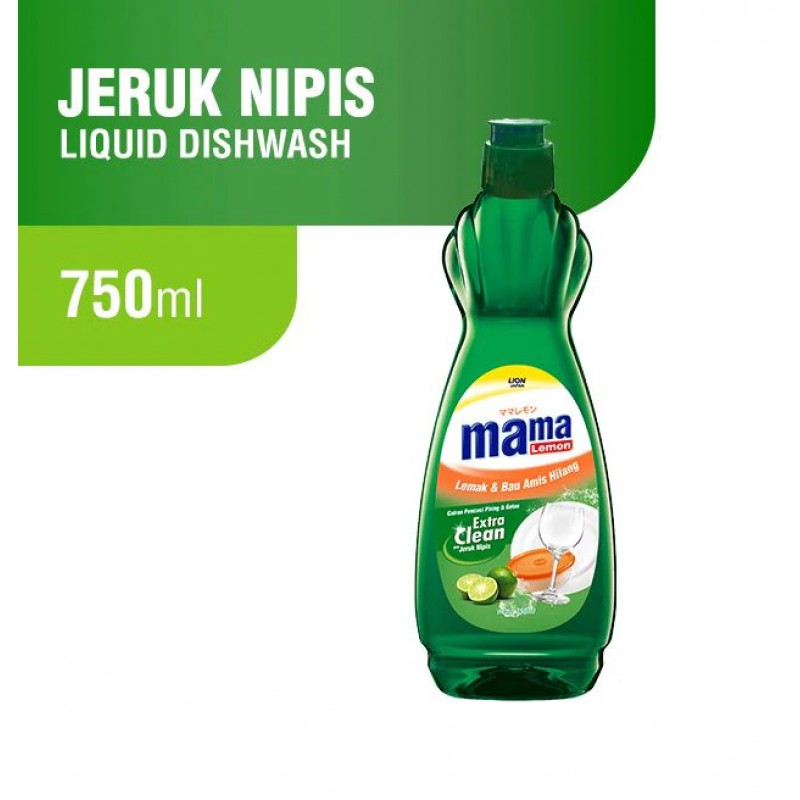 JERUK NIPIS
LIQUID DISHWASH
750ml
LION
JAPAN
ママレモン
mama
Lemon
Lemak & Bau Amis Hilang
Cairan Pencuci Piring & Gelas
Extra
Clean
Jeruk Nipis